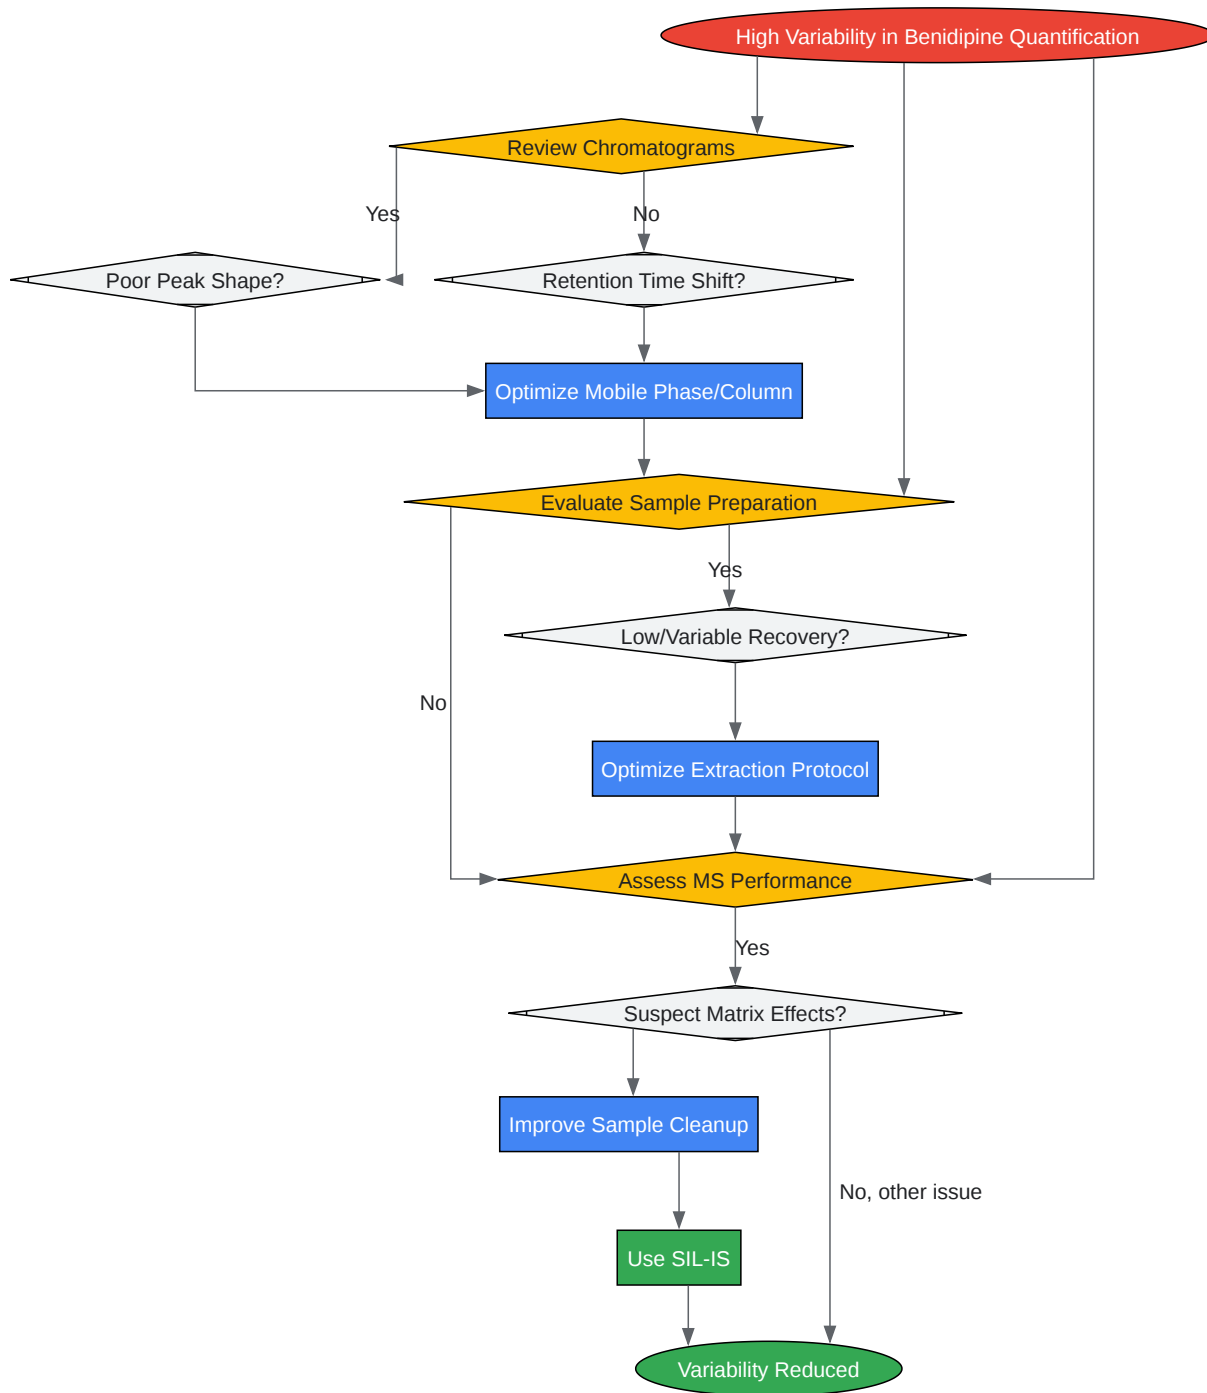 High Variability in Benidipine Quantification
Review Chromatograms
Yes
No
Poor Peak Shape?
Retention Time Shift?
Optimize Mobile Phase/Column
Evaluate Sample Preparation
Yes
Low/Variable Recovery?
No
Optimize Extraction Protocol
Assess MS Performance
Yes
Suspect Matrix Effects?
Improve Sample Cleanup
No, other issue
Use SIL-IS
Variability Reduced